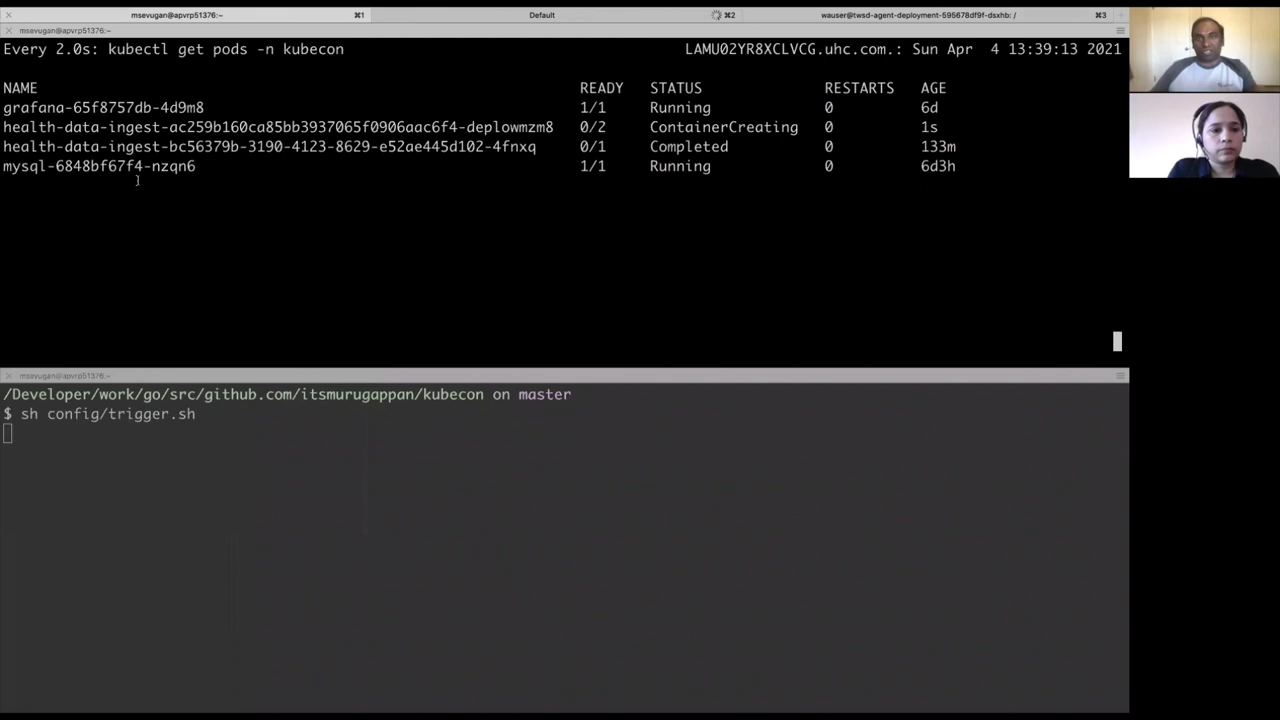 msevugan@apvrp51376:~ ⌘1 Default ⌘2 wauser@twsd-agent-deployment-595678df9f-dsxhb: / ⌘3
msevugan@apvrp51376:~
Every 2.0s: kubectl get pods -n kubecon LAMU02YR8XCLVCG.uhc.com.: Sun Apr 4 13:39:13 2021
NAME READY STATUS RESTARTS AGE
grafana-65f8757db-4d9m8 1/1 Running 0 6d
health-data-ingest-ac259b160ca85bb3937065f0906aac6f4-deplowmzm8 0/2 ContainerCreating 0 1s
health-data-ingest-bc56379b-3190-4123-8629-e52ae445d102-4fnxq 0/1 Completed 0 133m
mysql-6848bf67f4-nzqn6 1/1 Running 0 6d3h
msevugan@apvrp51376:~
/Developer/work/go/src/github.com/itsmurugappan/kubecon on master
$ sh config/trigger.sh